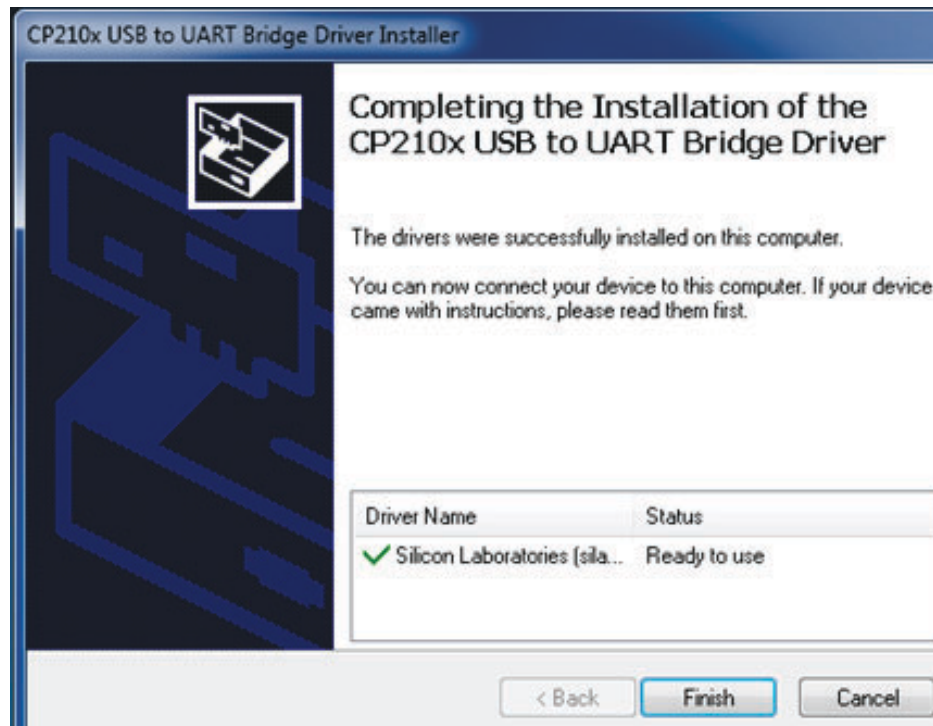 CP210x USB to UART Bridge Driver Installer
Completing the Installation of the
CP210x USB to UART Bridge Driver
The drivers were successfully installed on this computer.
You can now connect your device to this computer. If your device
came with instructions, please read them first.
Driver Name Status
Silicon Laboratories (sila... Ready to use
< Back Finish Cancel